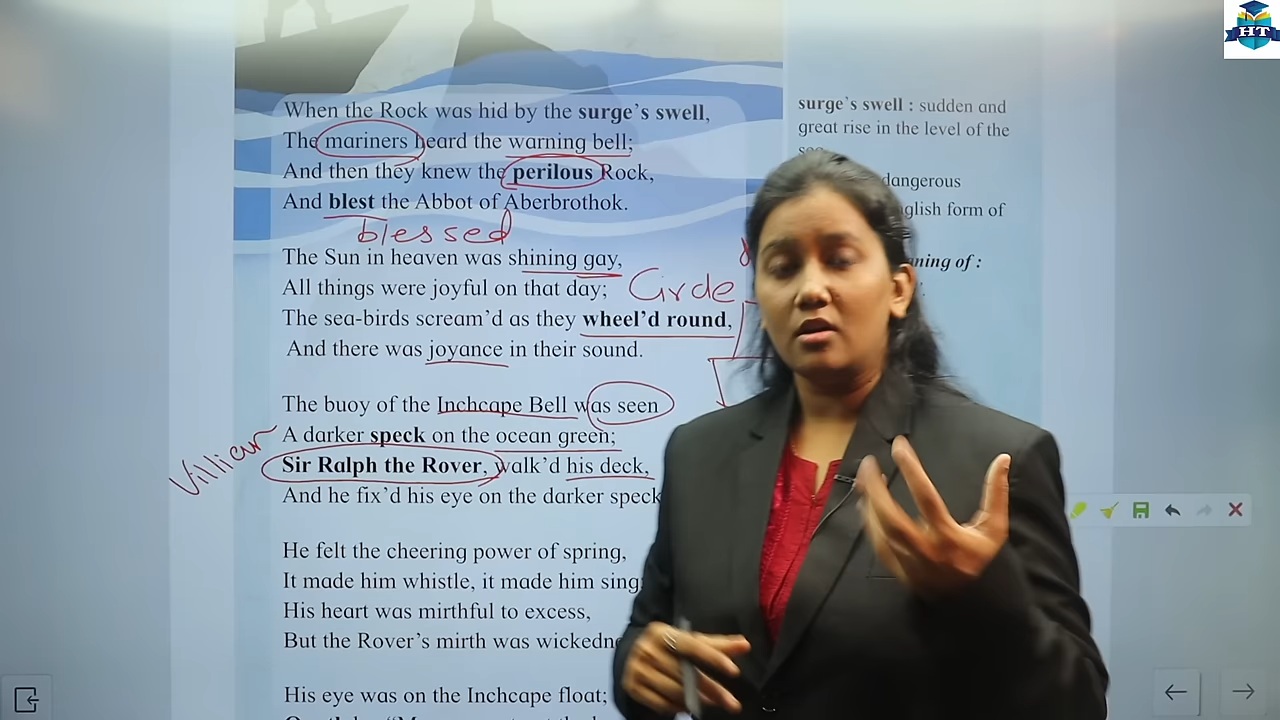 HT
When the Rock was hid by the surge's swell,
The mariners heard the warning bell;
And then they knew the perilous Rock,
And blest the Abbot of Aberbrothok.
blessed
The Sun in heaven was shining gay,
All things were joyful on that day;
Circle
The sea-birds scream'd as they wheel'd round,
And there was joyance in their sound.
The buoy of the Inchcape Bell was seen
A darker speck on the ocean green;
Villiar
Sir Ralph the Rover, walk'd his deck,
And he fix'd his eye on the darker speck
He felt the cheering power of spring,
It made him whistle, it made him sing
His heart was mirthful to excess,
But the Rover's mirth was
His eye was on the Inchcape float;
surge's swell : sudden and
great rise in the level of the
dangerous
form of
of :